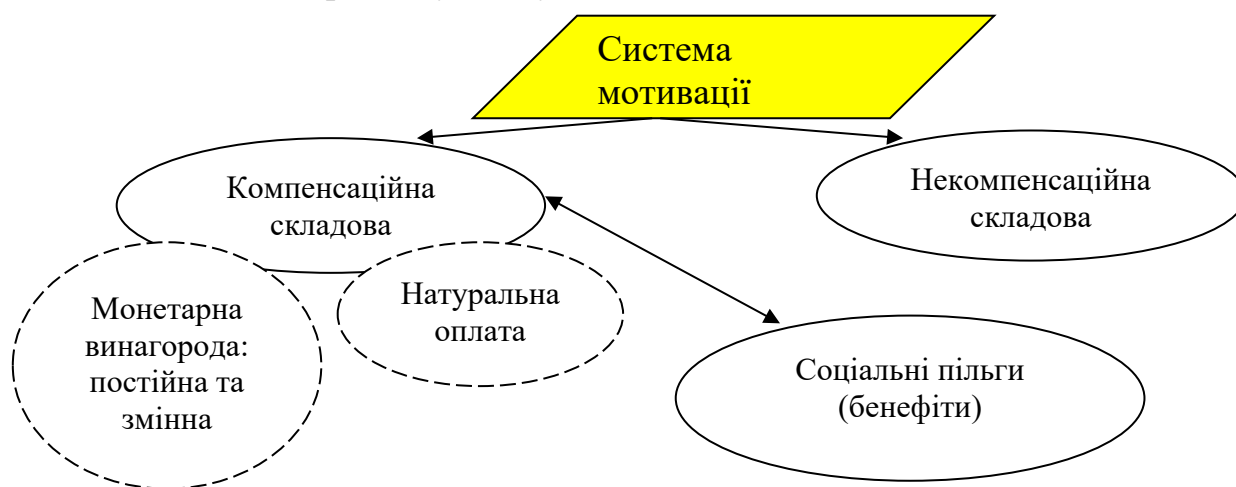 Система
мотивації
Компенсаційна
складова
Некомпенсаційна
складова
Монетарна
винагорода:
постійна та
змінна
Натуральна
оплата
Соціальні пільги
(бенефіти)